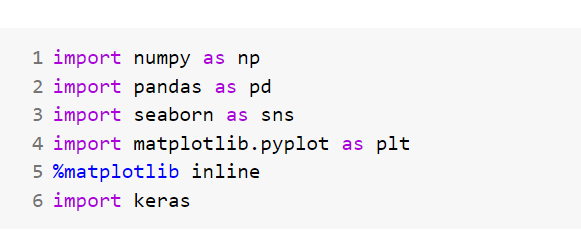 1 import numpy as np
2 import pandas as pd
3 import seaborn as sns
4 import matplotlib.pyplot as plt
5 %matplotlib inline
6 import keras